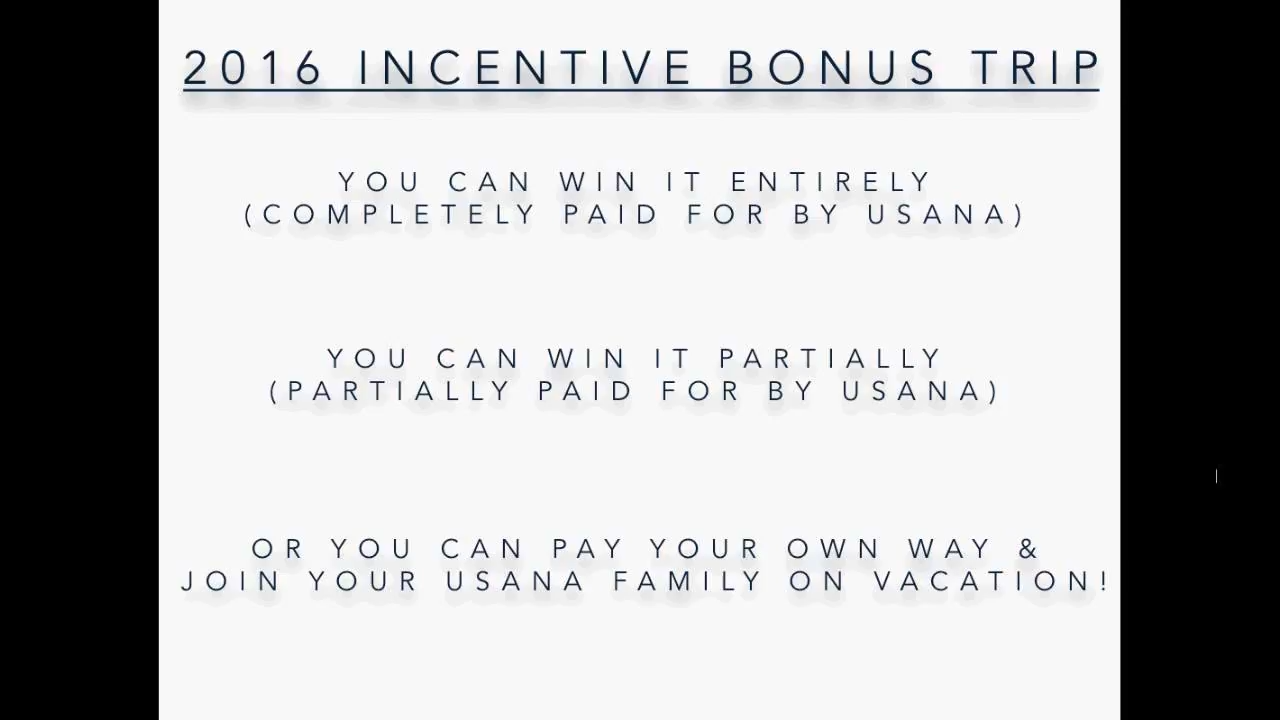 2016 INCENTIVE BONUS TRIP
YOU CAN WIN IT ENTIRELY
(COMPLETELY PAID FOR BY USANA)
YOU CAN WIN IT PARTIALLY
(PARTIALLY PAID FOR BY USANA)
OR YOU CAN PAY YOUR OWN WAY &
JOIN YOUR USANA FAMILY ON VACATION!